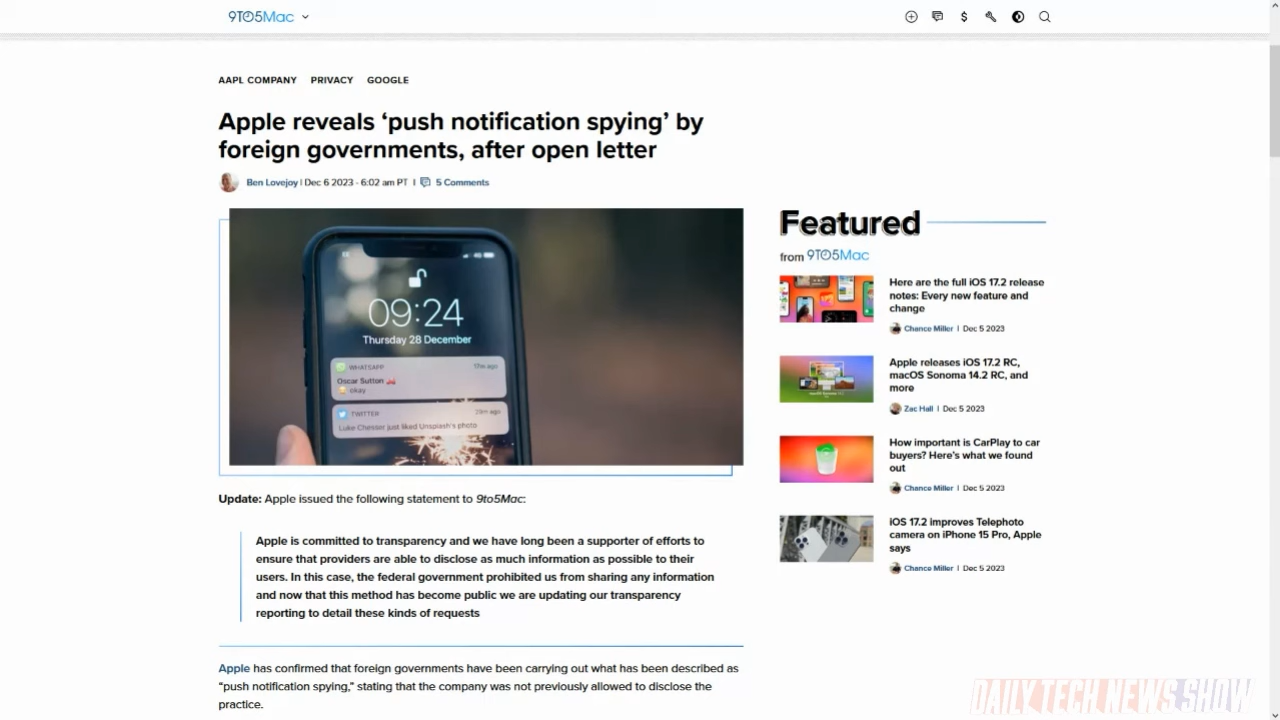 9TO5Mac
AAPL COMPANY PRIVACY GOOGLE
Apple reveals ‘push notification spying’ by
foreign governments, after open letter
Ben Lovejoy | Dec 6 2023 - 6:02 am PT | 5 Comments
09:24
Thursday 28 December
WHATSAPP 17m ago
Oscar Sutton
okay
TWITTER 29m ago
Luke Chesser just liked Unsplash's photo
Update: Apple issued the following statement to 9to5Mac:
Apple is committed to transparency and we have long been a supporter of efforts to
ensure that providers are able to disclose as much information as possible to their
users. In this case, the federal government prohibited us from sharing any information
and now that this method has become public we are updating our transparency
reporting to detail these kinds of requests
Apple has confirmed that foreign governments have been carrying out what has been described as
“push notification spying,” stating that the company was not previously allowed to disclose the
practice.
Featured
from 9TO5Mac
Here are the full iOS 17.2 release
notes: Every new feature and
change
Chance Miller | Dec 5 2023
Apple releases iOS 17.2 RC,
macOS Sonoma 14.2 RC, and
more
Zac Hall | Dec 5 2023
How important is CarPlay to car
buyers? Here's what we found
out
Chance Miller | Dec 5 2023
iOS 17.2 improves Telephoto
camera on iPhone 15 Pro, Apple
says
Chance Miller | Dec 5 2023
DAILY TECH NEWS SHOW